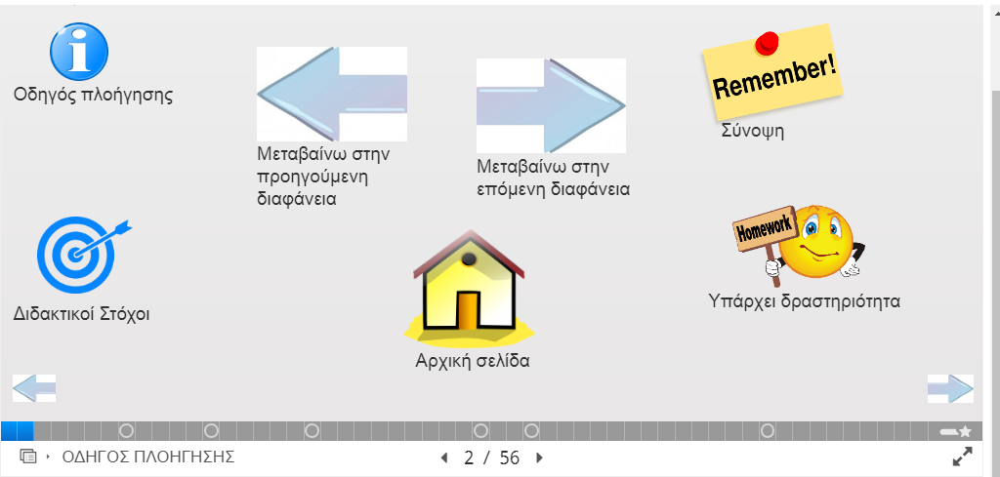 Οδηγός πλοήγησης
Μεταβαίνω στην
προηγούμενη
διαφάνεια
Μεταβαίνω στην
επόμενη διαφάνεια
Remember!
Σύνοψη
Διδακτικοί Στόχοι
Αρχική σελίδα
Homework
Υπάρχει δραστηριότητα
ΟΔΗΓΟΣ ΠΛΟΗΓΗΣΗΣ
2 / 56